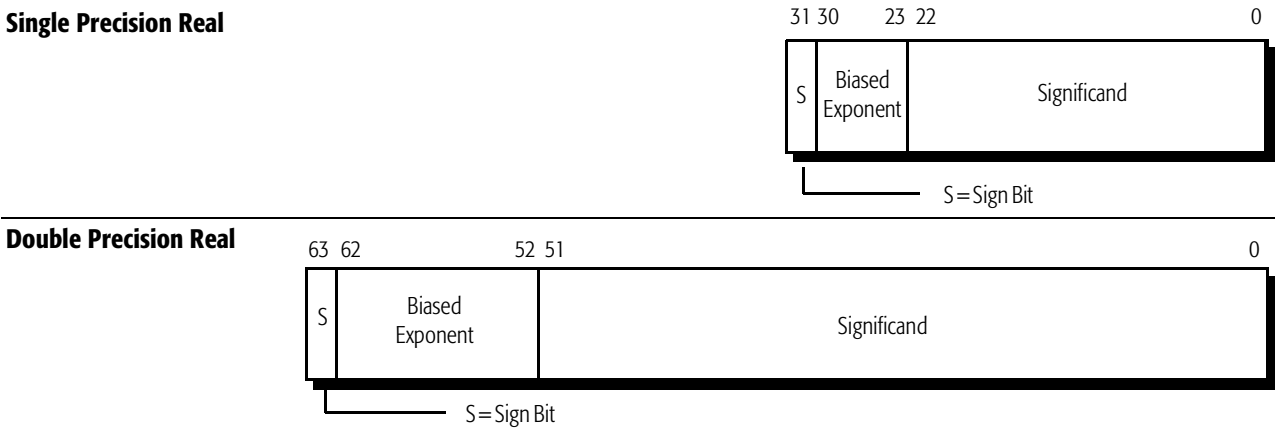 Single Precision Real
31 30 23 22 0
S
Biased
Exponent
Significand
S = Sign Bit
Double Precision Real
63 62 52 51 0
S
Biased
Exponent
Significand
S = Sign Bit